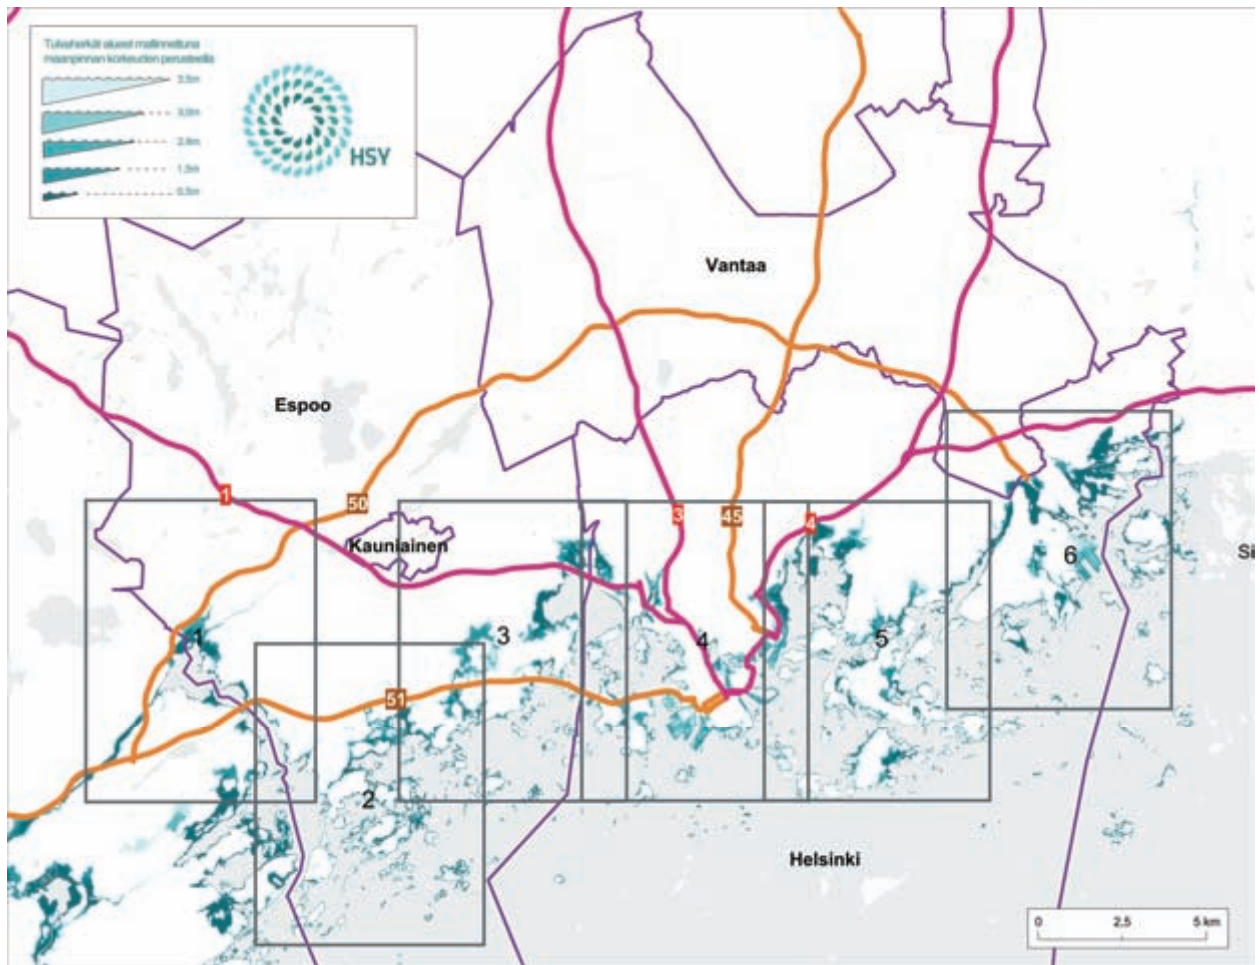 Tulvaherkät alueet mallinnettuna
maanpinnan korkeuden perusteella
3,5m
3,0m
2,6m
1,5m
0,5m
HSY
Vantaa
Espoo
1
50
Kauniainen
3
45
4
6
1
3
4
5
51
2
Helsinki
0
2,5
5 km